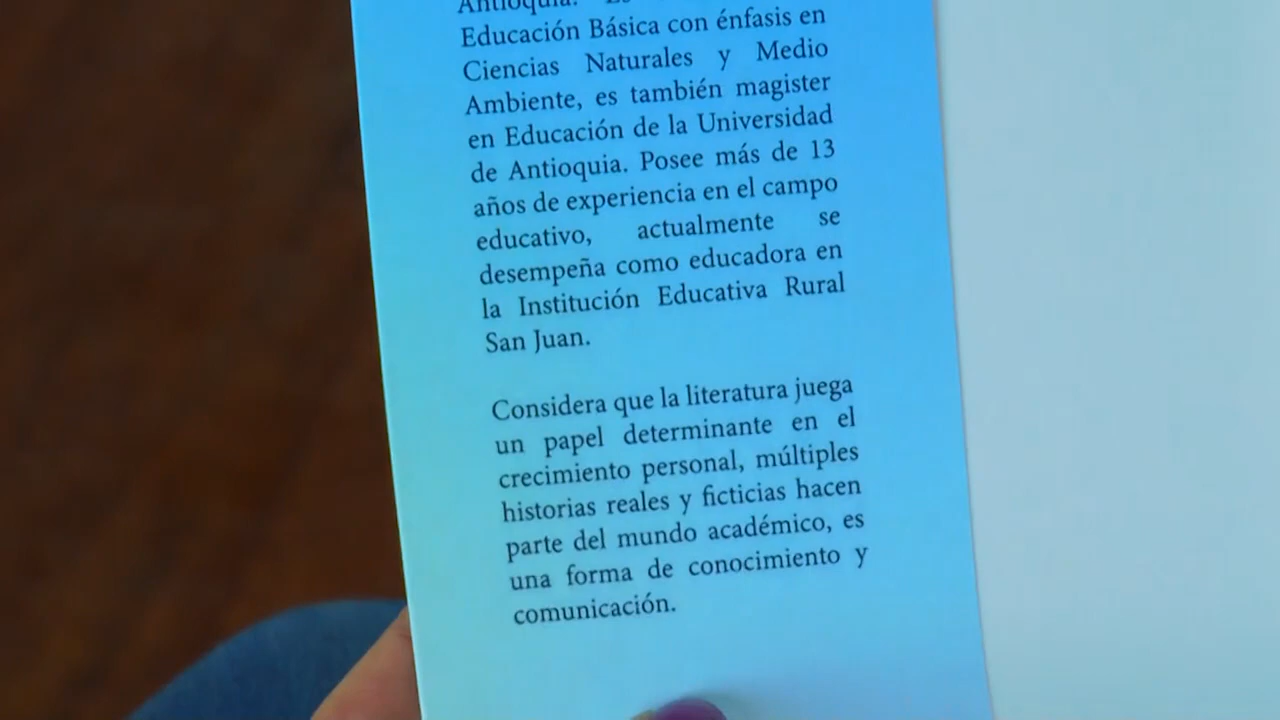 Antioquia.
Educación Básica con énfasis en
Ciencias Naturales y Medio
Ambiente, es también magister
en Educación de la Universidad
de Antioquia. Posee más de 13
años de experiencia en el campo
educativo, actualmente se
desempeña como educadora en
la Institución Educativa Rural
San Juan.
Considera que la literatura juega
un papel determinante en el
crecimiento personal, múltiples
historias reales y ficticias hacen
parte del mundo académico, es
una forma de conocimiento y
comunicación.